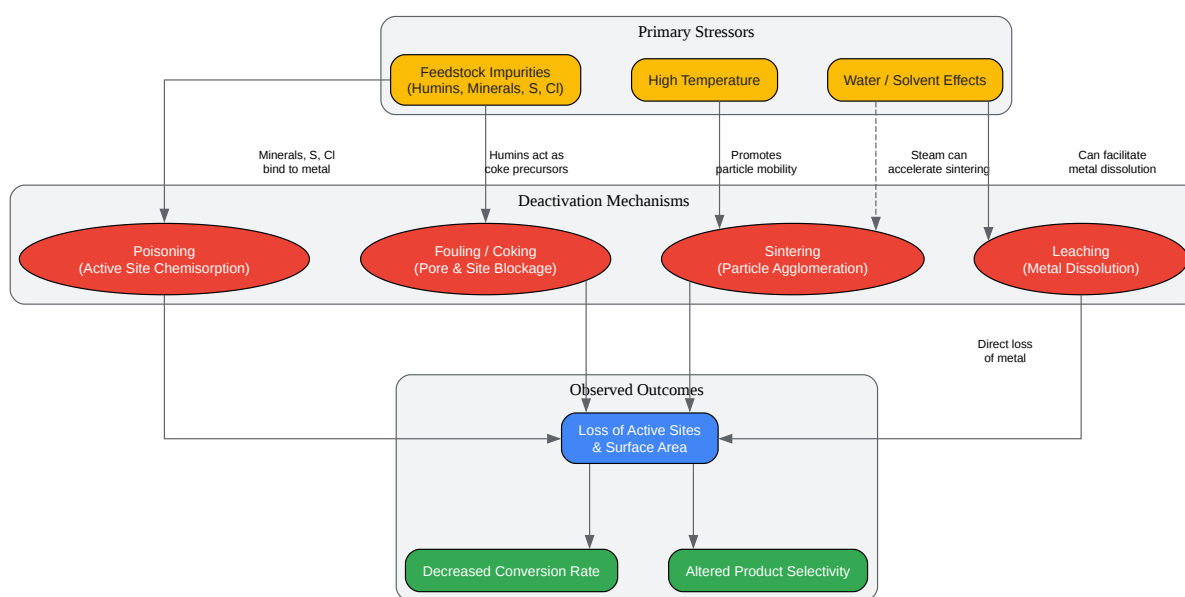 Primary Stressors
Feedstock Impurities
(Humins, Minerals, S, Cl)
High Temperature
Water / Solvent Effects
Minerals, S, Cl
bind to metal
Humins act as
coke precursors
Promotes
particle mobility
Steam can
accelerate sintering
Can facilitate
metal dissolution
Deactivation Mechanisms
Poisoning
(Active Site Chemisorption)
Fouling / Coking
(Pore & Site Blockage)
Sintering
(Particle Agglomeration)
Leaching
(Metal Dissolution)
Direct loss
of metal
Observed Outcomes
Loss of Active Sites
& Surface Area
Decreased Conversion Rate
Altered Product Selectivity